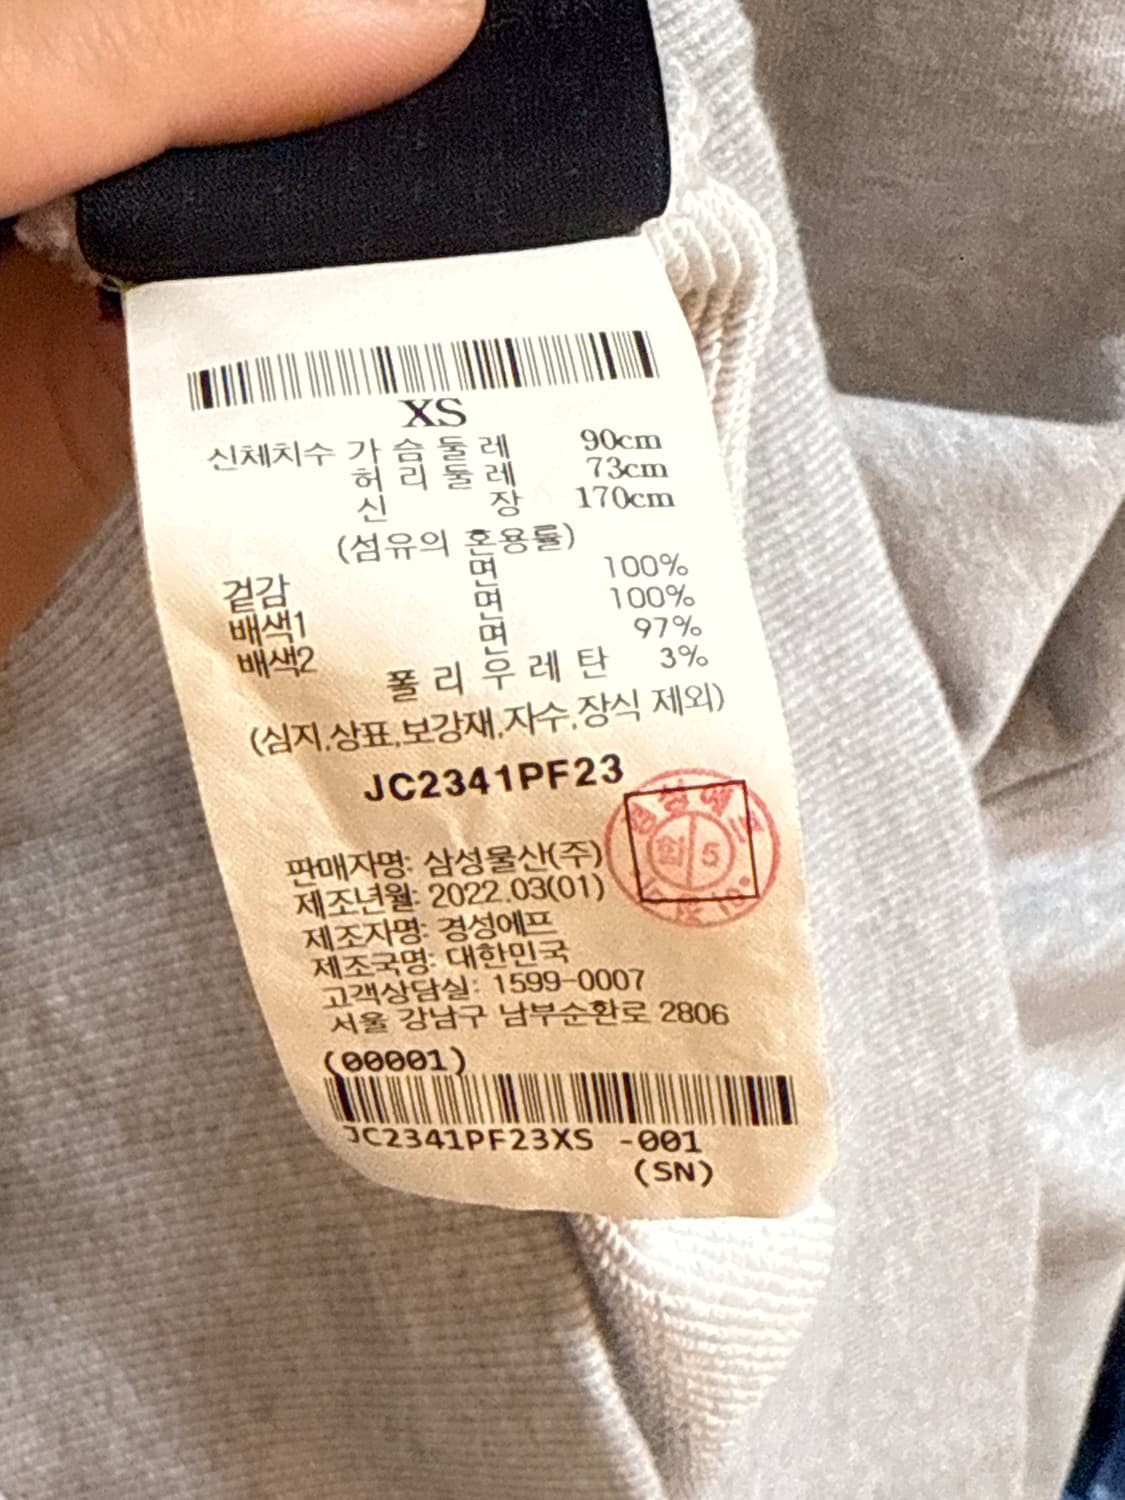 XS
신체치수 가슴둘레 90cm
허리둘레 73cm
신장 170cm
(섬유의 혼용률)
겉감 면 100%
배색1 면 100%
배색2 면 97%
폴리우레탄 3%
(심지,상표,보강재,자수,장식 제외)
JC2341PF23
판매자명: 삼성물산(주)
제조년월: 2022.03(01)
제조자명: 경성에프
제조국명: 대한민국
고객상담실: 1599-0007
서울 강남구 남부순환로 2806
합 5
(00001)
JC2341PF23XS -001
(SN)